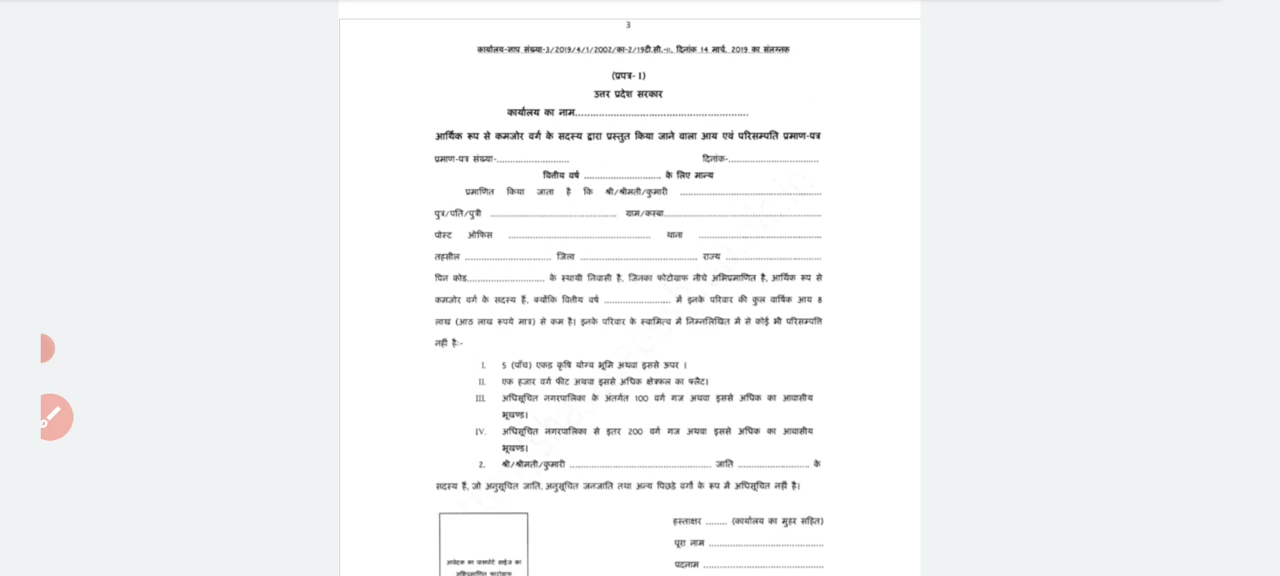 3
कार्यालय-ज्ञाप संख्या-3/2019/4/1/2002/का-2/19टी.सी.-II, दिनांक 14 मार्च, 2019 का संलग्नक
(प्रपत्र- I)
उत्तर प्रदेश सरकार
कार्यालय का नाम......................................................
आर्थिक रूप से कमजोर वर्ग के सदस्य द्वारा प्रस्तुत किया जाने वाला आय एवं परिसम्पति प्रमाण-पत्र
प्रमाण-पत्र संख्या-........................ दिनांक-..............................
वित्तीय वर्ष .......................... के लिए मान्य
प्रमाणित किया जाता है कि श्री/श्रीमती/कुमारी ...............................................
पुत्र/पति/पुत्री .......................................... ग्राम/कस्बा.....................................................
पोस्ट ऑफिस ............................................... थाना .........................................
तहसील ............................. जिला ....................................... राज्य ................................
पिन कोड.......................... के स्थायी निवासी है, जिनका फोटोग्राफ नीचे अभिप्रमाणित है, आर्थिक रूप से
कमजोर वर्ग के सदस्य हैं, क्योंकि वित्तीय वर्ष ....................... में इनके परिवार की कुल वार्षिक आय 8
लाख (आठ लाख रूपये मात्र) से कम है। इनके परिवार के स्वामित्व में निम्नलिखित में से कोई भी परिसम्पत्ति
नहीं है:-
I. 5 (पाँच) एकड़ कृषि योग्य भूमि अथवा इससे ऊपर ।
II. एक हजार वर्ग फीट अथवा इससे अधिक क्षेत्रफल का फ्लैट।
III. अधिसूचित नगरपालिका के अंतर्गत 100 वर्ग गज अथवा इससे अधिक का आवासीय
भूखण्ड।
IV. अधिसूचित नगरपालिका से इतर 200 वर्ग गज अथवा इससे अधिक का आवासीय
भूखण्ड।
2. श्री/श्रीमती/कुमारी ............................................... जाति ........................ के
सदस्य हैं, जो अनुसूचित जाति, अनुसूचित जनजाति तथा अन्य पिछड़े वर्गों के रूप में अधिसूचित नहीं है।
हस्ताक्षर ........ (कार्यालय का मुहर सहित)
पूरा नाम .......................................
पदनाम .........................................
आवेदक का पासपोर्ट साईज का
अभिप्रमाणित फोटोग्राफ